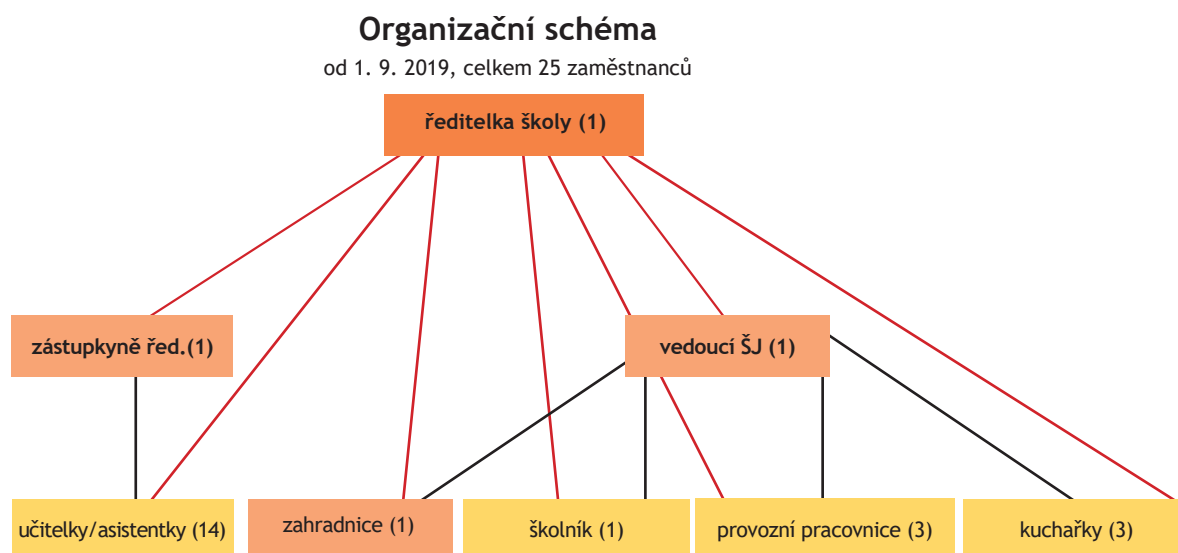 Organizační schéma
od 1. 9. 2019, celkem 25 zaměstnanců
ředitelka školy (1)
zástupkyně řed.(1)
vedoucí ŠJ (1)
učitelky/asistentky (14)
zahradnice (1)
školník (1)
provozní pracovnice (3)
kuchařky (3)